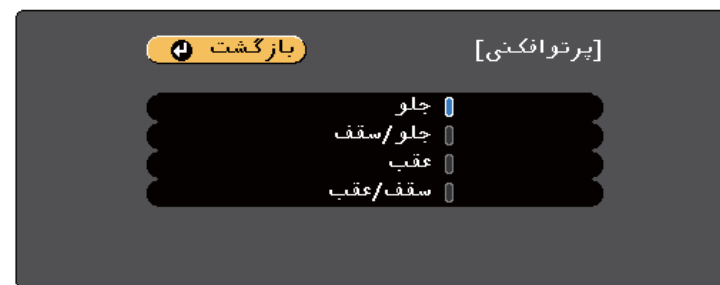 [پرتوافکنی] بازگشت
جلو
جلو/سقف
عقب
سقف/عقب